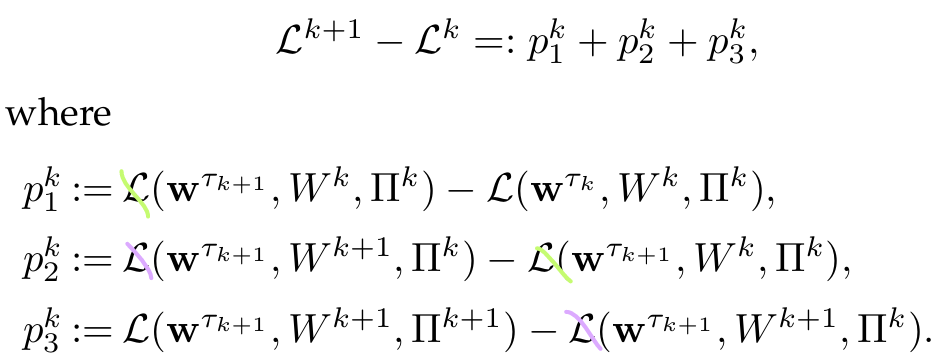 𝓛^{k+1} − 𝓛^k =: p_1^k + p_2^k + p_3^k,
where
p_1^k := 𝓛(𝐰^{τ_{k+1}}, W^k, Π^k) − 𝓛(𝐰^{τ_k}, W^k, Π^k),
p_2^k := 𝓛(𝐰^{τ_{k+1}}, W^{k+1}, Π^k) − 𝓛(𝐰^{τ_{k+1}}, W^k, Π^k),
p_3^k := 𝓛(𝐰^{τ_{k+1}}, W^{k+1}, Π^{k+1}) − 𝓛(𝐰^{τ_{k+1}}, W^{k+1}, Π^k).